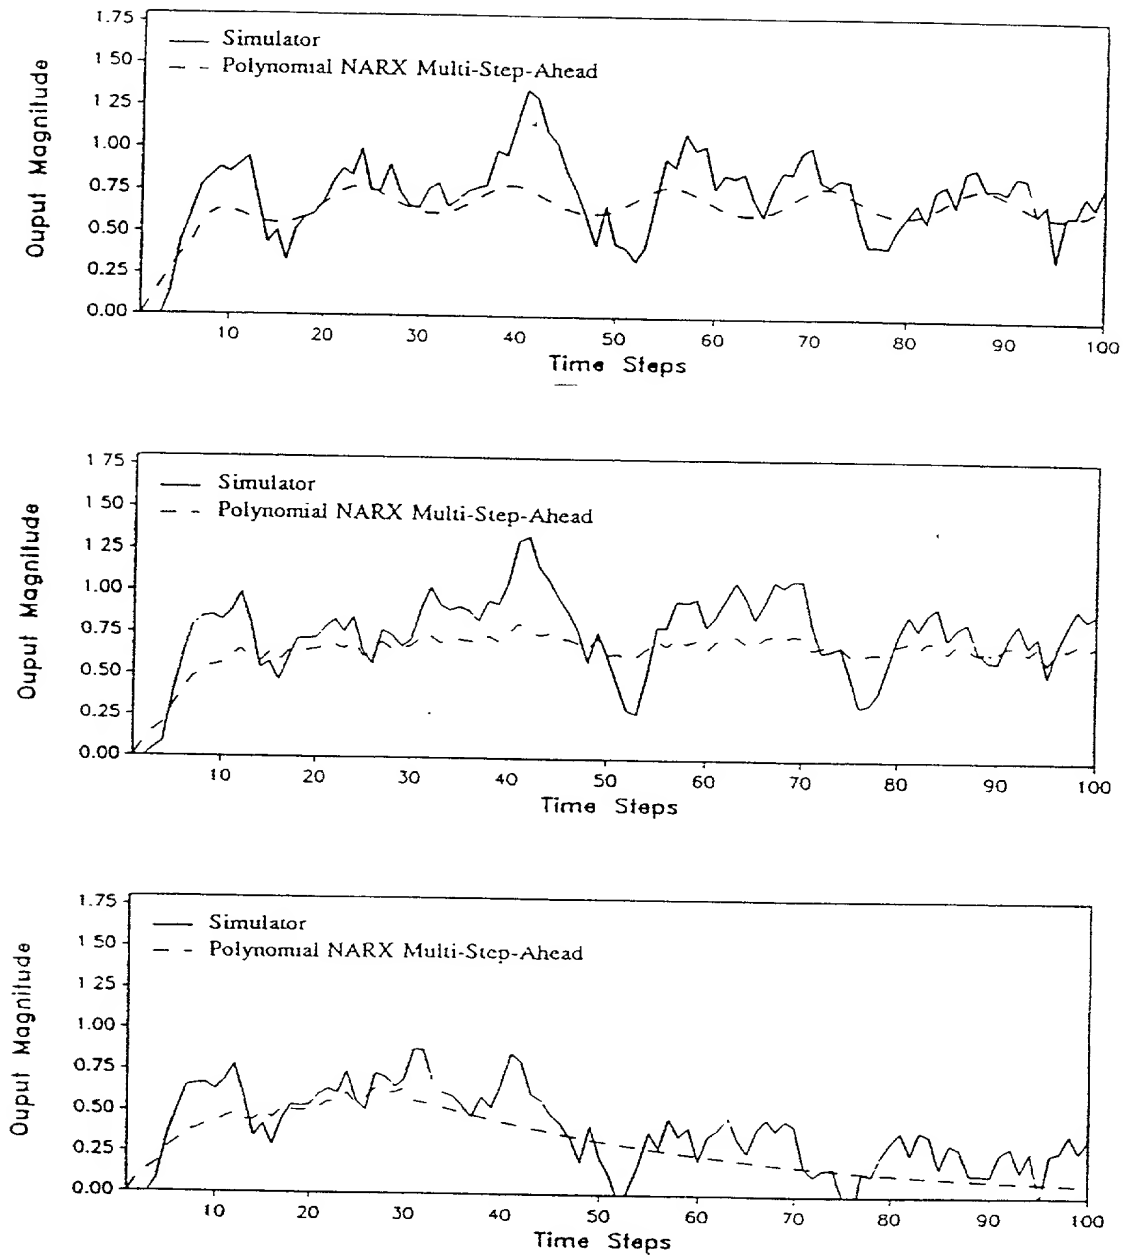 1.75
1 50
1 25
1.00
0.75
0.50
0.25
0.00
Ouput Magnitude
Simulator
Polynomial NARX Multi-Step-Ahead
10 20 30 40 50 60 70 80 90 100
Time Steps
1 75
1 50
1 25
1.00
0.75
0.50
0.25
0.00
Ouput Magnitude
Simulator
Polynomial NARX Multi-Step-Ahead
10 20 30 40 50 60 70 80 90 100
Time Steps
1.75
1 50
1 25
1.00
0.75
0.50
0.25
0.00
Ouput Magnitude
Simulator
Polynomial NARX Multi-Step-Ahead
10 20 30 40 50 60 70 80 90 100
Time Steps